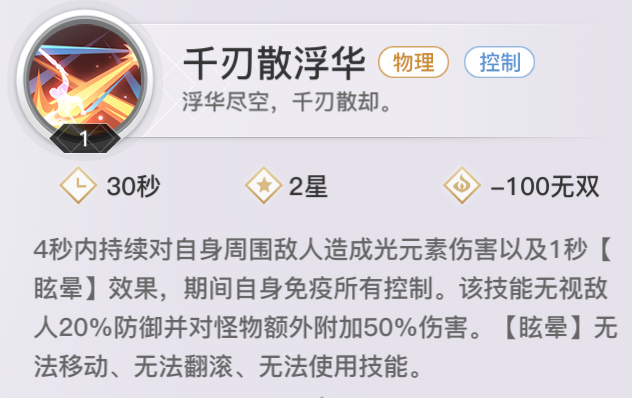 千刃散浮华 物理 控制
浮华尽空，千刃散却。
1
30秒 2星 -100无双
4秒内持续对自身周围敌人造成光元素伤害以及1秒【
眩晕】效果，期间自身免疫所有控制。该技能无视敌
人20%防御并对怪物额外附加50%伤害。【眩晕】无
法移动、无法翻滚、无法使用技能。